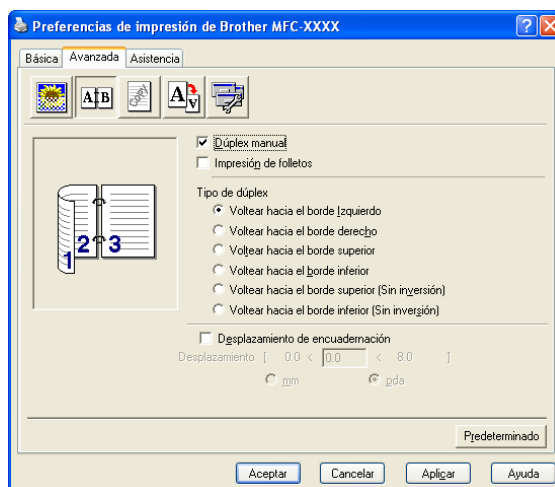 Preferencias de impresión de Brother MFC-XXXX
Básica Avanzada Asistencia
A B
A V
Dúplex manual
Impresión de folletos
Tipo de dúplex
Voltear hacia el borde Izquierdo
Voltear hacia el borde derecho
Voltear hacia el borde superior
Voltear hacia el borde inferior
Voltear hacia el borde superior (Sin inversión)
Voltear hacia el borde inferior (Sin inversión)
1 2 3
Desplazamiento de encuadernación
Desplazamiento [ 0.0 < 0.0 < 8.0 ]
mm pda
Predeterminado
Aceptar Cancelar Aplicar Ayuda